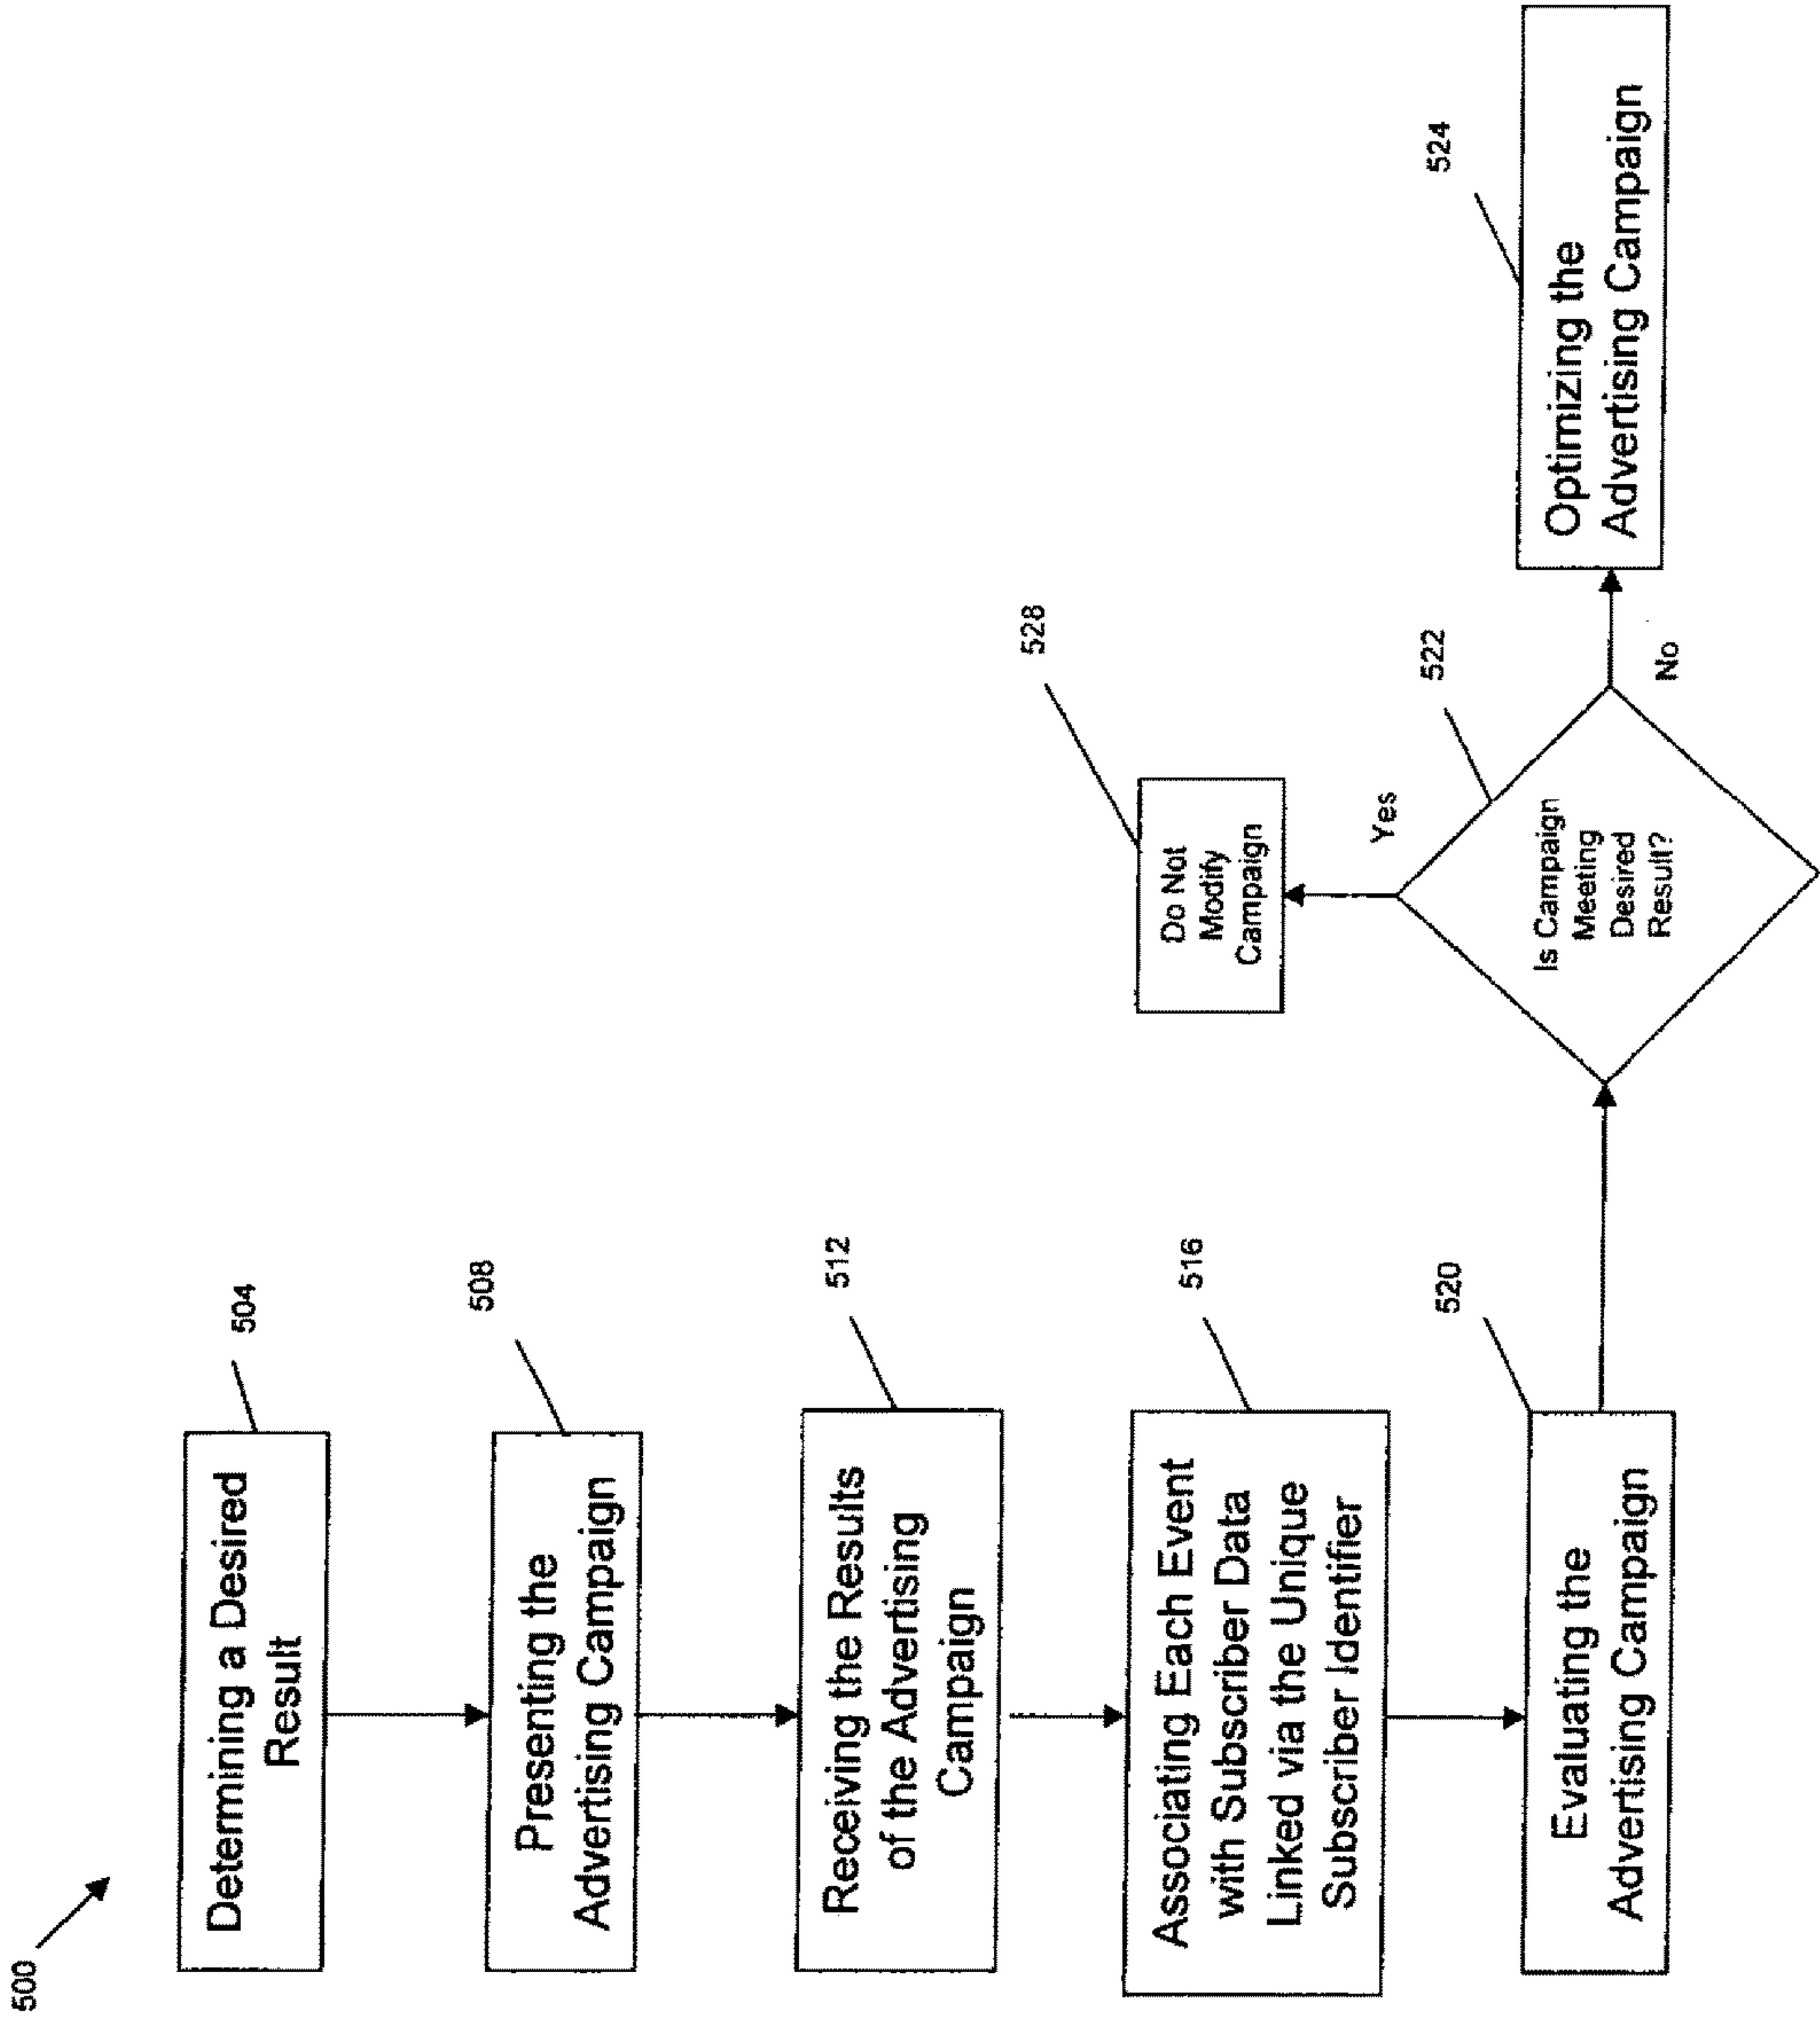 500
504
Determining a Desired
Result
508
Presenting the
Advertising Campaign
512
Receiving the Results
of the Advertising
Campaign
516
Associating Each Event
with Subscriber Data
Linked via the Unique
Subscriber Identifier
520
Evaluating the
Advertising Campaign
522
Is Campaign
Meeting
Desired
Result?
Yes
528
Do Not
Modify
Campaign
No
524
Optimizing the
Advertising Campaign